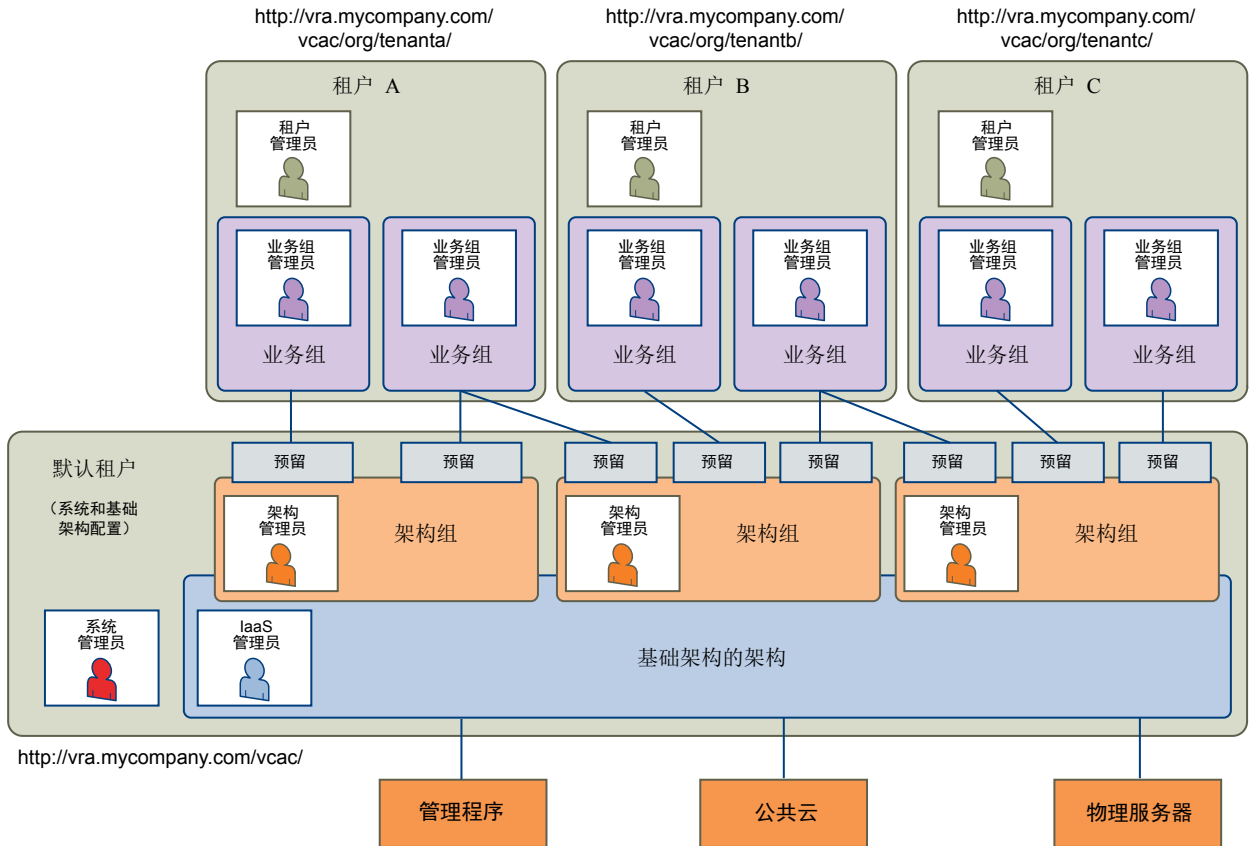 http://vra.mycompany.com/
vcac/org/tenanta/
http://vra.mycompany.com/
vcac/org/tenantb/
http://vra.mycompany.com/
vcac/org/tenantc/
租户 A
租户 B
租户 C
租户
管理员
租户
管理员
租户
管理员
业务组
管理员
业务组
管理员
业务组
管理员
业务组
管理员
业务组
管理员
业务组
管理员
业务组
业务组
业务组
业务组
业务组
业务组
默认租户
（系统和基础
架构配置）
预留
预留
预留
预留
预留
预留
预留
预留
架构
管理员
架构组
架构
管理员
架构组
架构
管理员
架构组
系统
管理员
IaaS
管理员
基础架构的架构
http://vra.mycompany.com/vcac/
管理程序
公共云
物理服务器